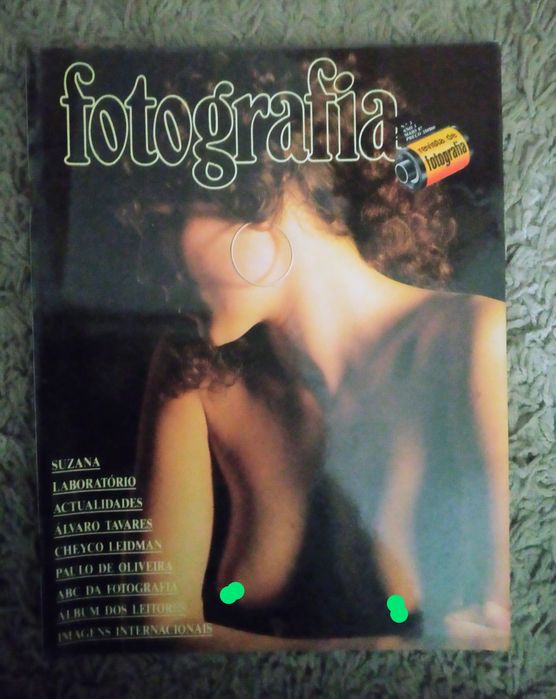 fotografia
revista de
fotografia
SUZANA
LABORATÓRIO
ACTUALIDADES
ÁLVARO TAVARES
CHEYCO LEIDMAN
PAULO DE OLIVEIRA
ABC DA FOTOGRAFIA
ÁLBUM DOS LEITORES
IMAGENS INTERNACIONAIS